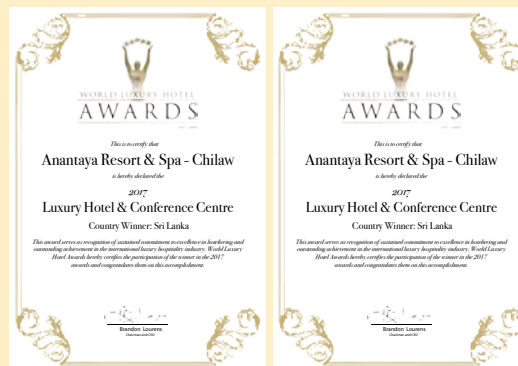 WORLD LUXURY HOTEL
AWARDS
This is to certify that
Anantaya Resort & Spa - Chilaw
is hereby declared the
2017
Luxury Hotel & Conference Centre
Country Winner: Sri Lanka
This award serves as recognition of sustained commitment to excellence in hoteliering and
outstanding achievement in the international luxury hospitality industry. World Luxury
Hotel Awards hereby certifies the participation of the winner in the 2017
awards and congratulates them on this accomplishment.
Brandon Lourens
Chairman and CEO
WORLD LUXURY HOTEL
AWARDS
This is to certify that
Anantaya Resort & Spa - Chilaw
is hereby declared the
2017
Luxury Hotel & Conference Centre
Country Winner: Sri Lanka
This award serves as recognition of sustained commitment to excellence in hoteliering and
outstanding achievement in the international luxury hospitality industry. World Luxury
Hotel Awards hereby certifies the participation of the winner in the 2017
awards and congratulates them on this accomplishment.
Brandon Lourens
Chairman and CEO